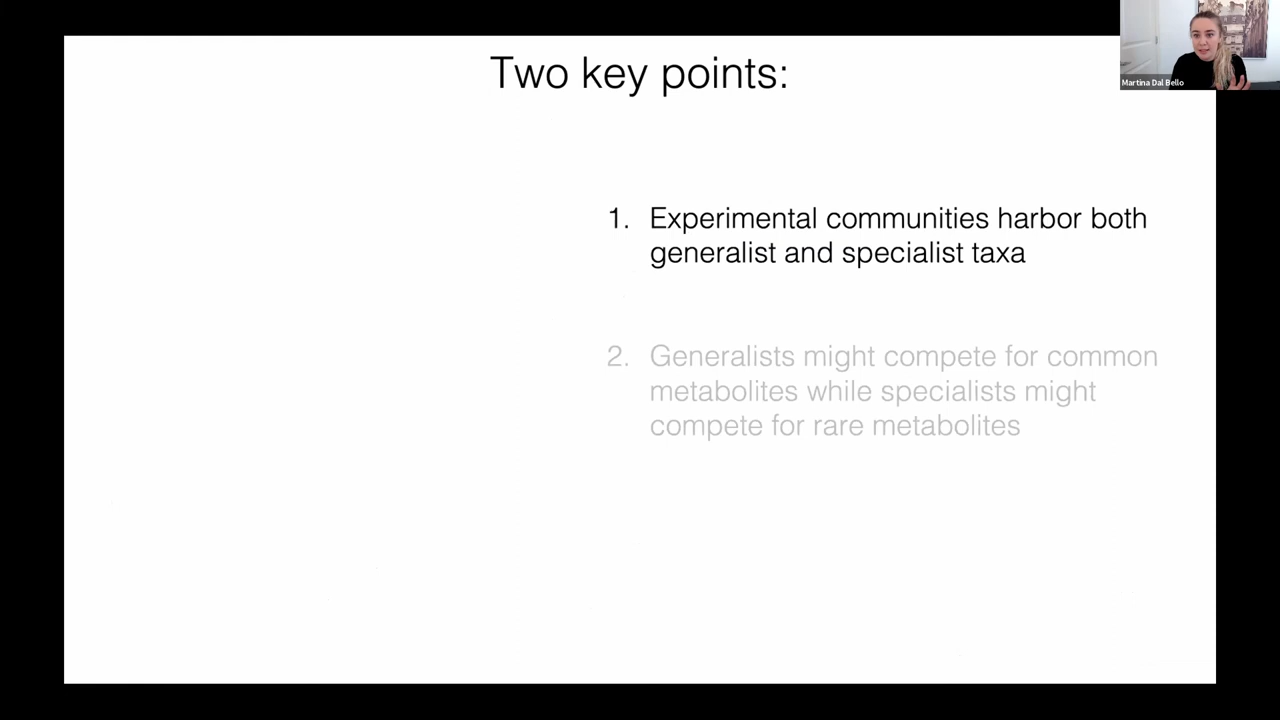 Two key points:
Martina Dal Bello
1. Experimental communities harbor both
generalist and specialist taxa
2. Generalists might compete for common
metabolites while specialists might
compete for rare metabolites